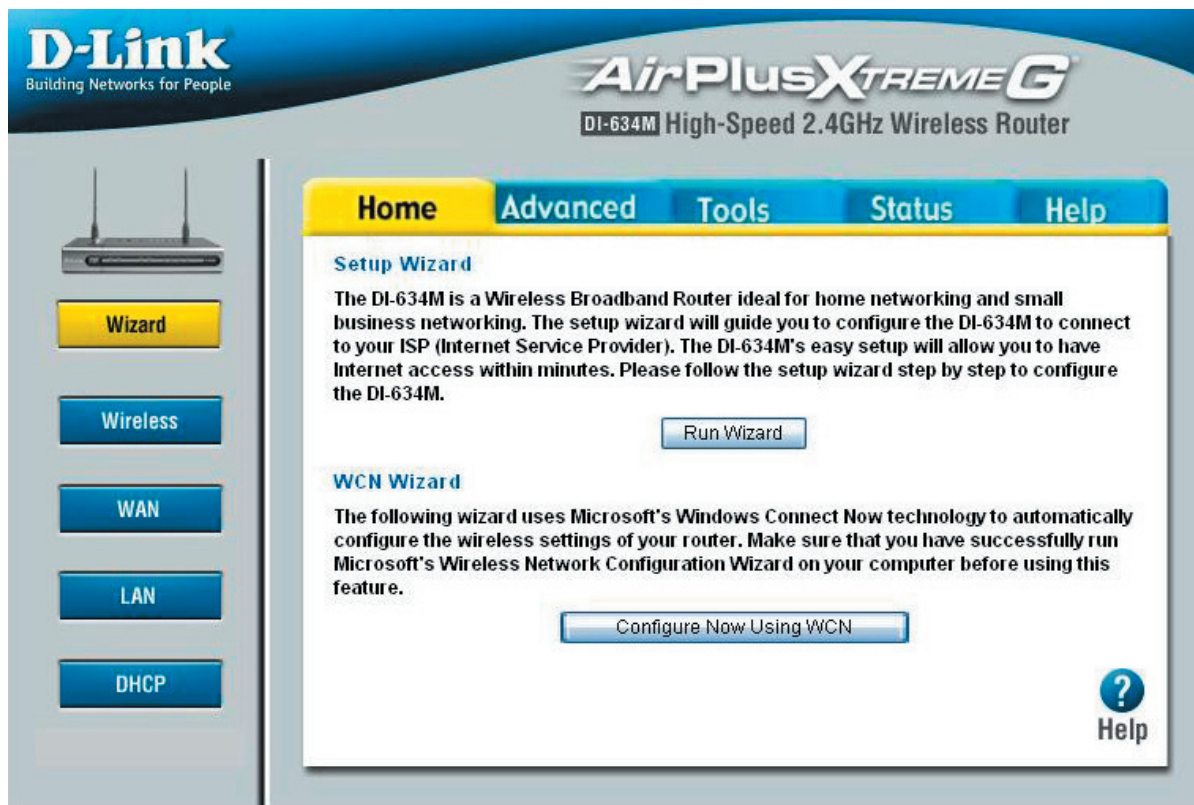 D-Link
Building Networks for People
AirPlusXTREMEG
DI-634M High-Speed 2.4GHz Wireless Router
Home Advanced Tools Status Help
Wizard
Wireless
WAN
LAN
DHCP
Setup Wizard
The DI-634M is a Wireless Broadband Router ideal for home networking and small
business networking. The setup wizard will guide you to configure the DI-634M to connect
to your ISP (Internet Service Provider). The DI-634M's easy setup will allow you to have
Internet access within minutes. Please follow the setup wizard step by step to configure
the DI-634M.
Run Wizard
WCN Wizard
The following wizard uses Microsoft's Windows Connect Now technology to automatically
configure the wireless settings of your router. Make sure that you have successfully run
Microsoft's Wireless Network Configuration Wizard on your computer before using this
feature.
Configure Now Using WCN
?
Help